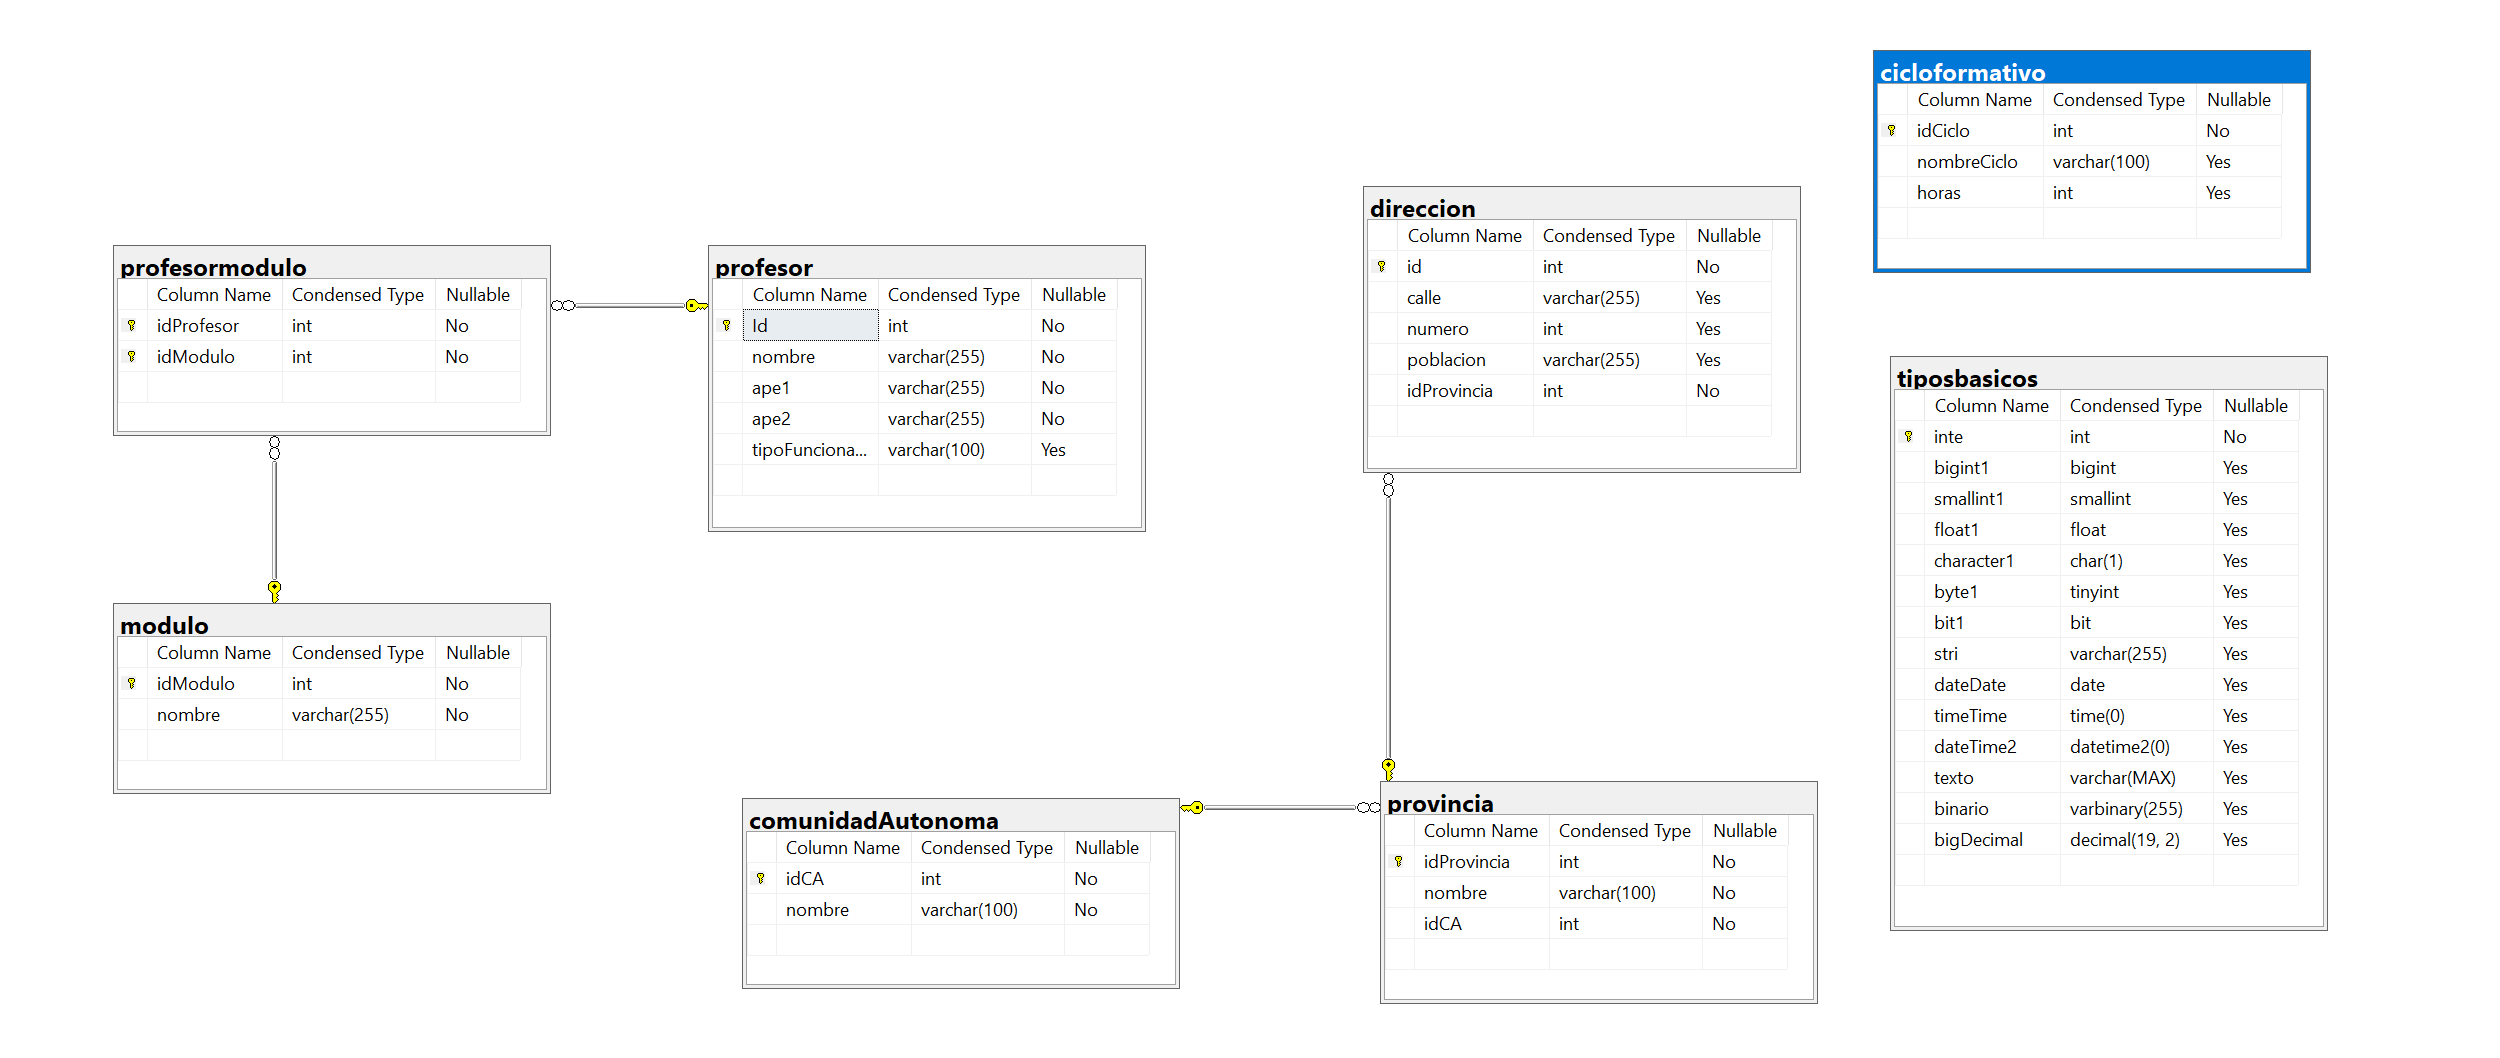 cicloformativo
Column Name Condensed Type Nullable
idCiclo int No
nombreCiclo varchar(100) Yes
horas int Yes
direccion
Column Name Condensed Type Nullable
id int No
calle varchar(255) Yes
numero int Yes
poblacion varchar(255) Yes
idProvincia int No
profesormodulo
Column Name Condensed Type Nullable
idProfesor int No
idModulo int No
profesor
Column Name Condensed Type Nullable
Id int No
nombre varchar(255) No
ape1 varchar(255) No
ape2 varchar(255) No
tipoFunciona... varchar(100) Yes
tiposbasicos
Column Name Condensed Type Nullable
inte int No
bigint1 bigint Yes
smallint1 smallint Yes
float1 float Yes
character1 char(1) Yes
byte1 tinyint Yes
bit1 bit Yes
stri varchar(255) Yes
dateDate date Yes
timeTime time(0) Yes
dateTime2 datetime2(0) Yes
texto varchar(MAX) Yes
binario varbinary(255) Yes
bigDecimal decimal(19, 2) Yes
modulo
Column Name Condensed Type Nullable
idModulo int No
nombre varchar(255) No
comunidadAutonoma
Column Name Condensed Type Nullable
idCA int No
nombre varchar(100) No
provincia
Column Name Condensed Type Nullable
idProvincia int No
nombre varchar(100) No
idCA int No